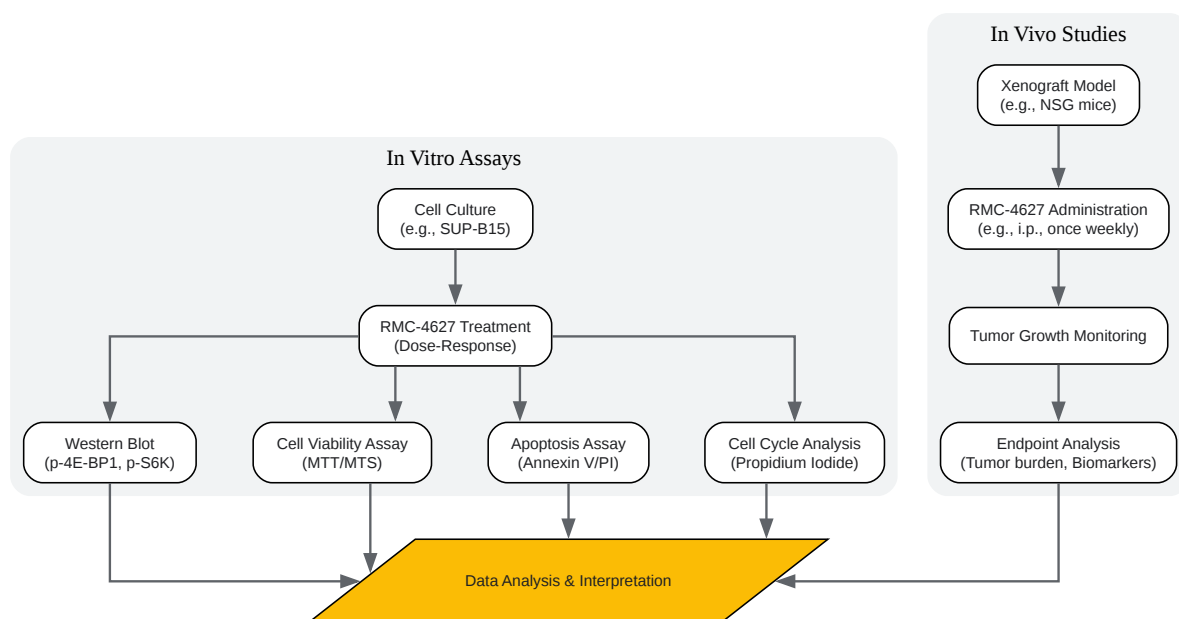 In Vivo Studies
Xenograft Model
(e.g., NSG mice)
RMC-4627 Administration
(e.g., i.p., once weekly)
Tumor Growth Monitoring
Endpoint Analysis
(Tumor burden, Biomarkers)
In Vitro Assays
Cell Culture
(e.g., SUP-B15)
RMC-4627 Treatment
(Dose-Response)
Western Blot
(p-4E-BP1, p-S6K)
Cell Viability Assay
(MTT/MTS)
Apoptosis Assay
(Annexin V/PI)
Cell Cycle Analysis
(Propidium Iodide)
Data Analysis & Interpretation